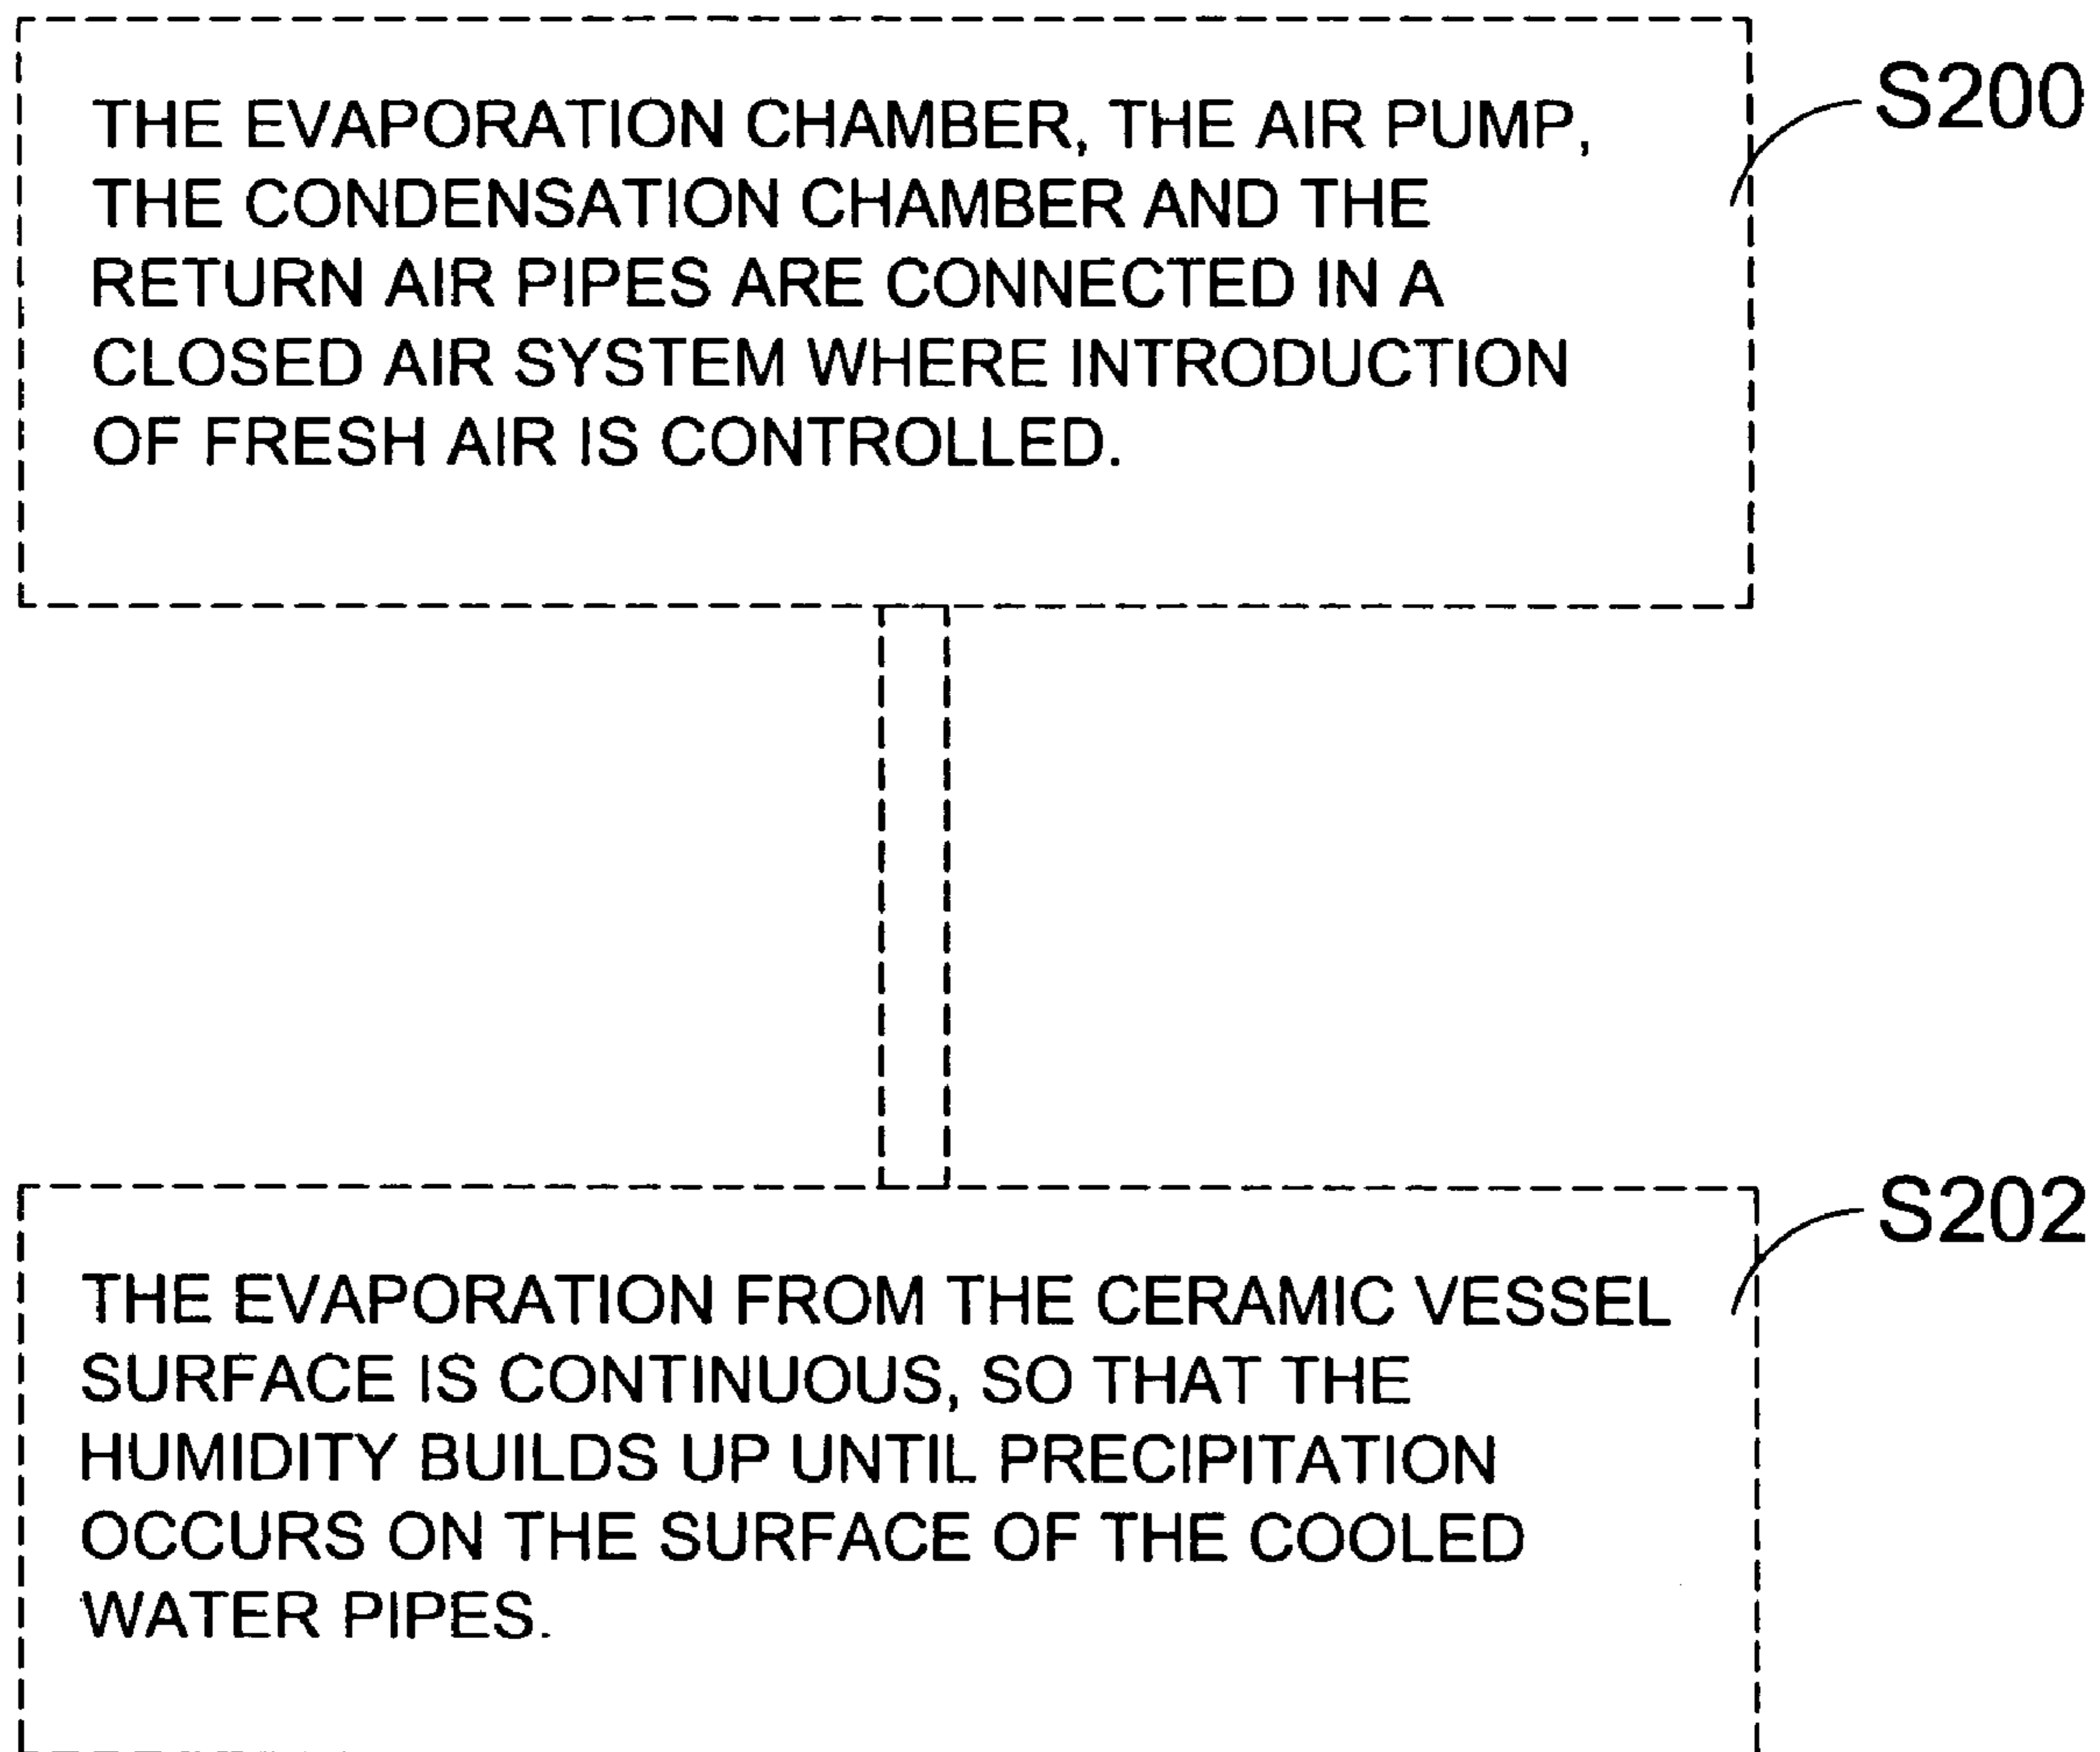 THE EVAPORATION CHAMBER, THE AIR PUMP,
THE CONDENSATION CHAMBER AND THE
RETURN AIR PIPES ARE CONNECTED IN A
CLOSED AIR SYSTEM WHERE INTRODUCTION
OF FRESH AIR IS CONTROLLED.
S200
THE EVAPORATION FROM THE CERAMIC VESSEL
SURFACE IS CONTINUOUS, SO THAT THE
HUMIDITY BUILDS UP UNTIL PRECIPITATION
OCCURS ON THE SURFACE OF THE COOLED
WATER PIPES.
S202